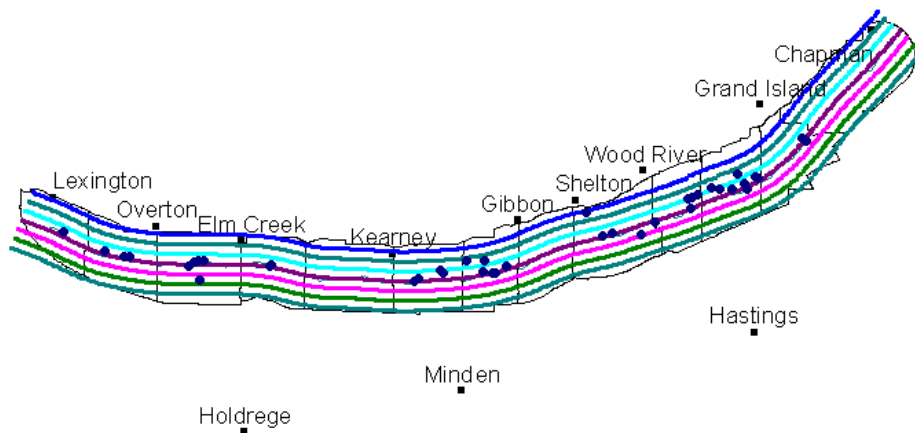 Chapman
Grand Island
Wood River
Lexington
Shelton
Overton
Gibbon
Elm Creek
Kearney
Hastings
Minden
Holdrege